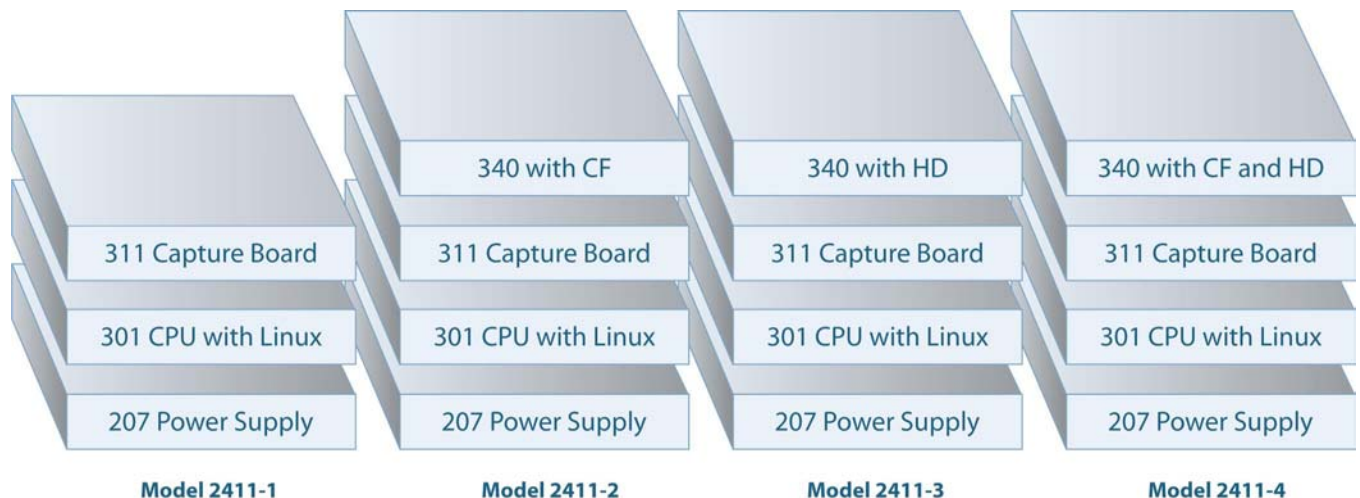 340 with CF
340 with HD
340 with CF and HD
311 Capture Board
311 Capture Board
311 Capture Board
311 Capture Board
301 CPU with Linux
301 CPU with Linux
301 CPU with Linux
301 CPU with Linux
207 Power Supply
207 Power Supply
207 Power Supply
207 Power Supply
Model 2411-1
Model 2411-2
Model 2411-3
Model 2411-4